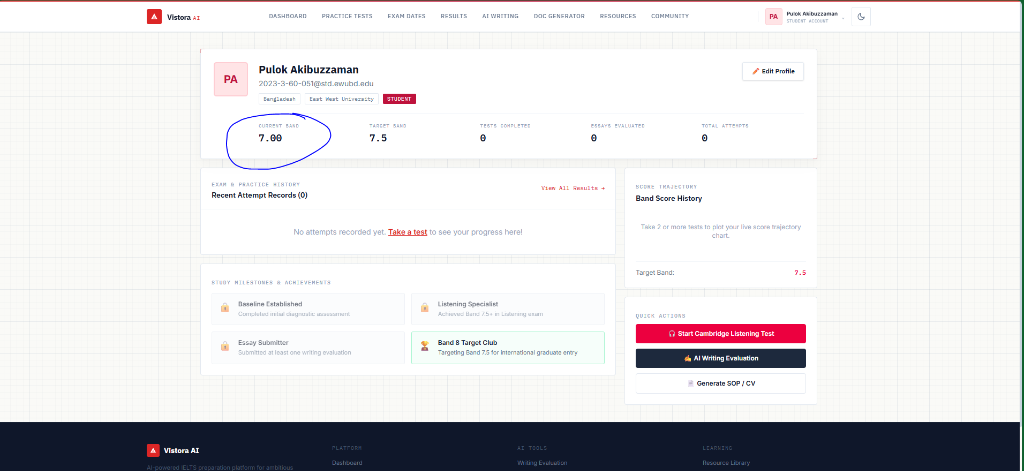 Vistora AI
DASHBOARD PRACTICE TESTS EXAM DATES RESULTS AI WRITING DOC GENERATOR RESOURCES COMMUNITY
PA
Pulok Akibuzzaman
STUDENT ACCOUNT
PA
Pulok Akibuzzaman
2023-3-60-051@std.ewubd.edu
Bangladesh East West University STUDENT
Edit Profile
CURRENT BAND TARGET BAND TESTS COMPLETED ESSAYS EVALUATED TOTAL ATTEMPTS
7.00 7.5 0 0 0
EXAM & PRACTICE HISTORY
Recent Attempt Records (0)
View All Results →
No attempts recorded yet. Take a test to see your progress here!
STUDY MILESTONES & ACHIEVEMENTS
Baseline Established
Completed initial diagnostic assessment
Listening Specialist
Achieved Band 7.5+ in Listening exam
Essay Submitter
Submitted at least one writing evaluation
Band 8 Target Club
Targeting Band 7.5 for international graduate entry
SCORE TRAJECTORY
Band Score History
Take 2 or more tests to plot your live score trajectory
chart.
Target Band: 7.5
QUICK ACTIONS
Start Cambridge Listening Test
AI Writing Evaluation
Generate SOP / CV
Vistora AI
AI-powered IELTS preparation platform for ambitious
PLATFORM
Dashboard
AI TOOLS
Writing Evaluation
LEARNING
Resource Library